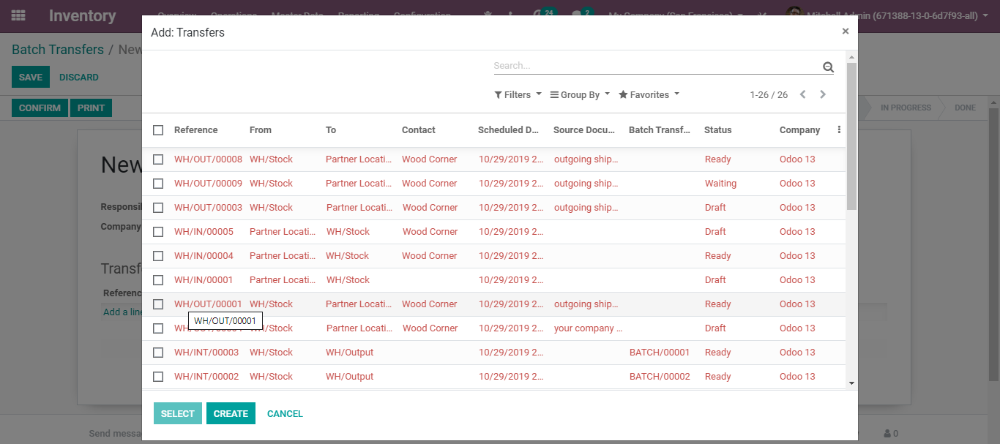 Inventory Overview Operations Master Data Reporting Configuration 24 2 My Company (San Francisco) Mitchell Admin (671388-13-0-6d7f93-all)
Add: Transfers ×
Batch Transfers / New
Search...
SAVE DISCARD
Filters Group By Favorites 1-26 / 26
CONFIRM PRINT IN PROGRESS DONE
Reference From To Contact Scheduled D... Source Docu... Batch Transf... Status Company
WH/OUT/00008 WH/Stock Partner Locati... Wood Corner 10/29/2019 2... outgoing ship... Ready Odoo 13
New
WH/OUT/00009 WH/Stock Partner Locati... Wood Corner 10/29/2019 2... outgoing ship... Waiting Odoo 13
Responsi
WH/OUT/00003 WH/Stock Partner Locati... Wood Corner 10/29/2019 2... outgoing ship... Draft Odoo 13
Company
WH/IN/00005 Partner Locati... WH/Stock Wood Corner 10/29/2019 2... Draft Odoo 13
WH/IN/00004 Partner Locati... WH/Stock Wood Corner 10/29/2019 2... Ready Odoo 13
Transf
WH/IN/00001 Partner Locati... WH/Stock 10/29/2019 2... Draft Odoo 13
Referenc
WH/OUT/00001 WH/Stock Partner Locati... Wood Corner 10/29/2019 2... outgoing ship... Ready Odoo 13
Add a line
WH/OUT/00001
WH/Stock Partner Locati... Wood Corner 10/29/2019 2... your company ... Draft Odoo 13
WH/INT/00003 WH/Stock WH/Output 10/29/2019 2... BATCH/00001 Ready Odoo 13
WH/INT/00002 WH/Stock WH/Output 10/29/2019 2... BATCH/00002 Ready Odoo 13
SELECT CREATE CANCEL
Send messa 0